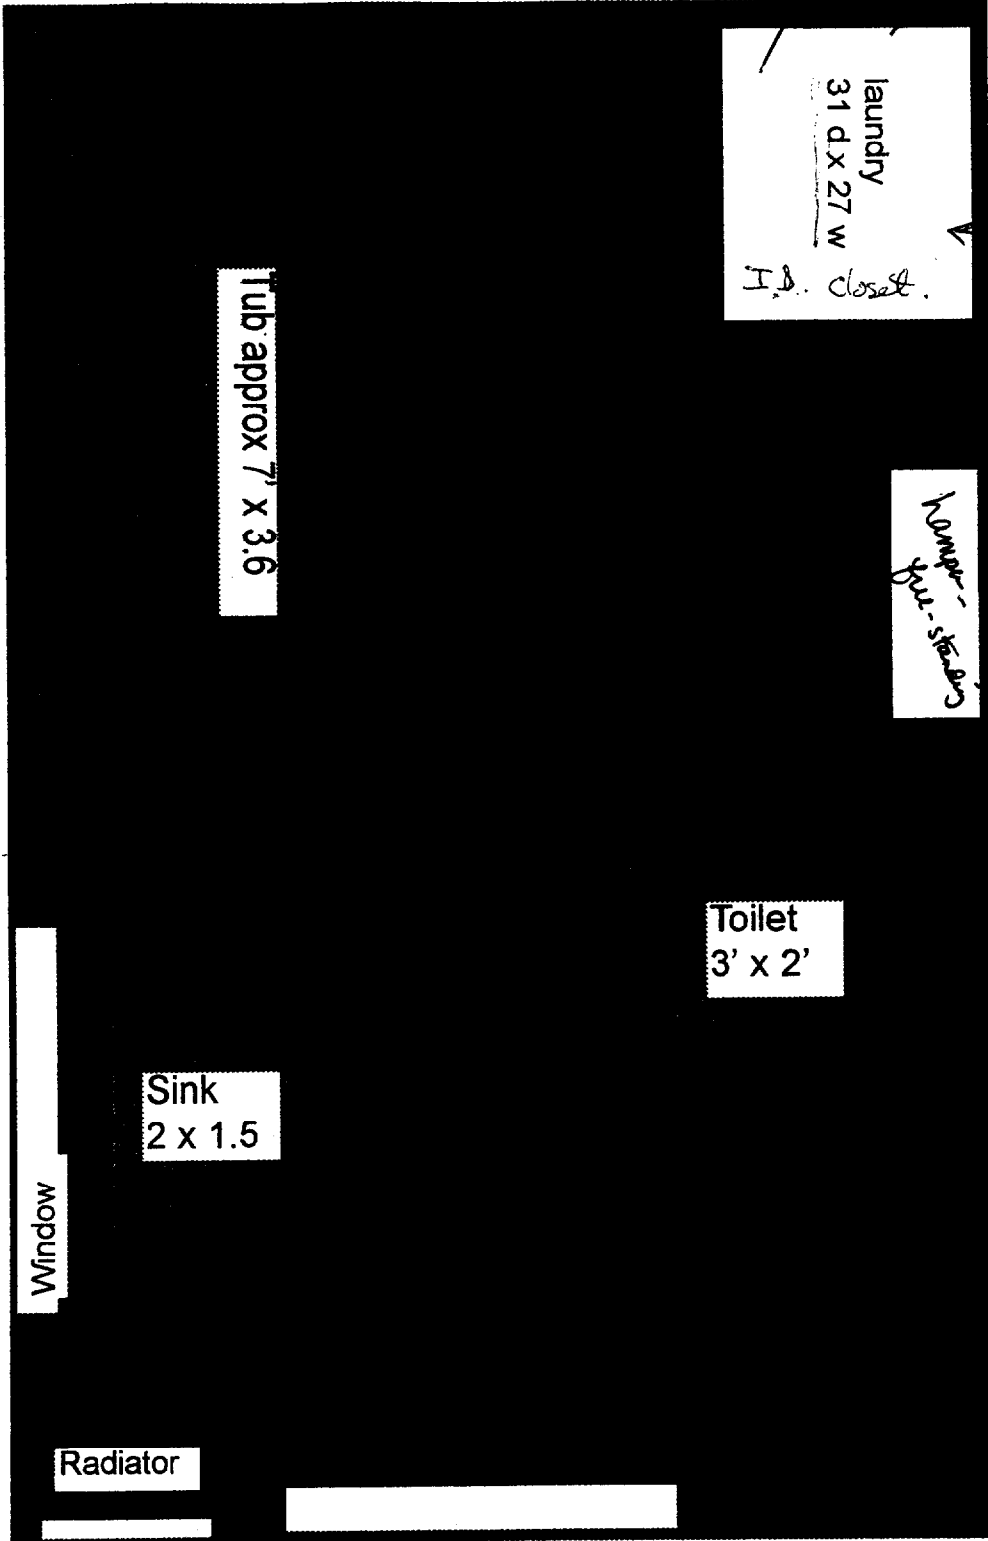 laundry
31 d x 27 w
I.D. closet.
Tub approx 7' x 3.6
hamper -
free-standing
Toilet
3' x 2'
Sink
2 x 1.5
Window
Radiator